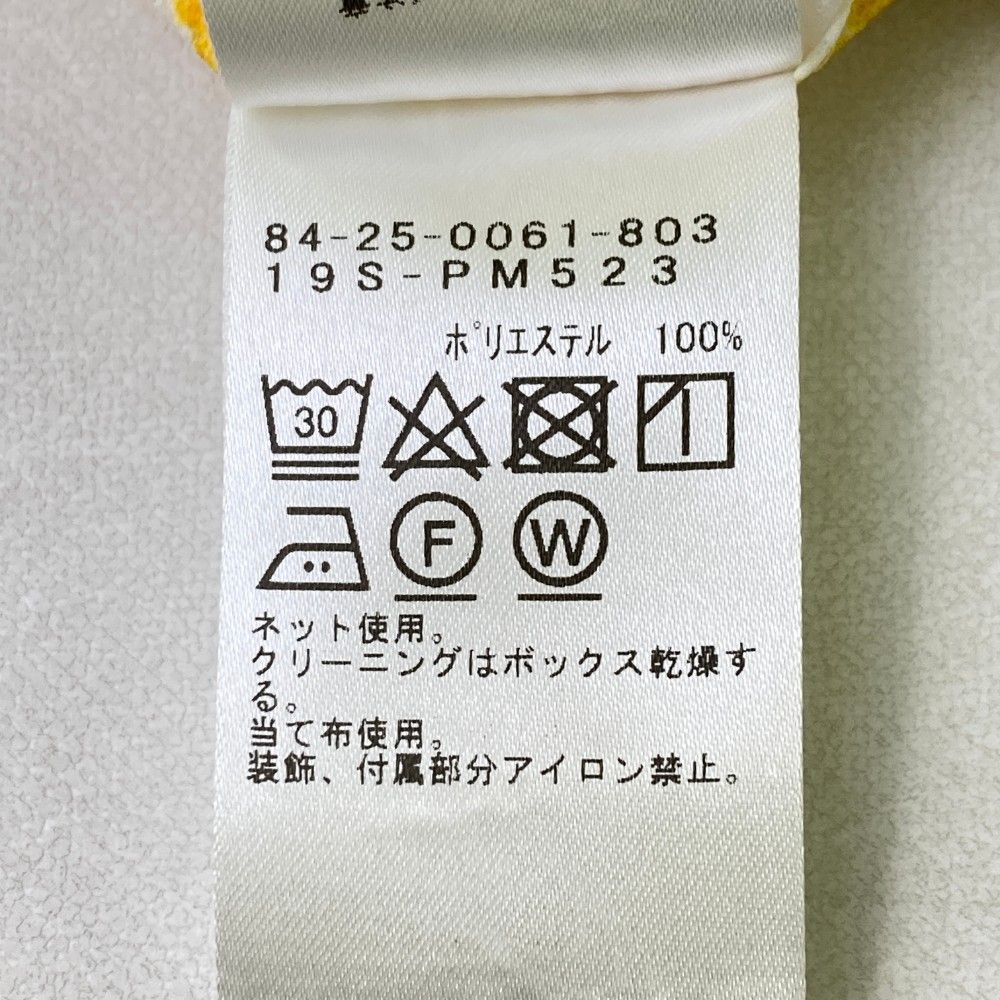 84-25-0061-803
19S-PM523
ポリエステル 100%
30
F W
ネット使用。
クリーニングはボックス乾燥す
る。
当て布使用。
装飾、付属部分アイロン禁止。